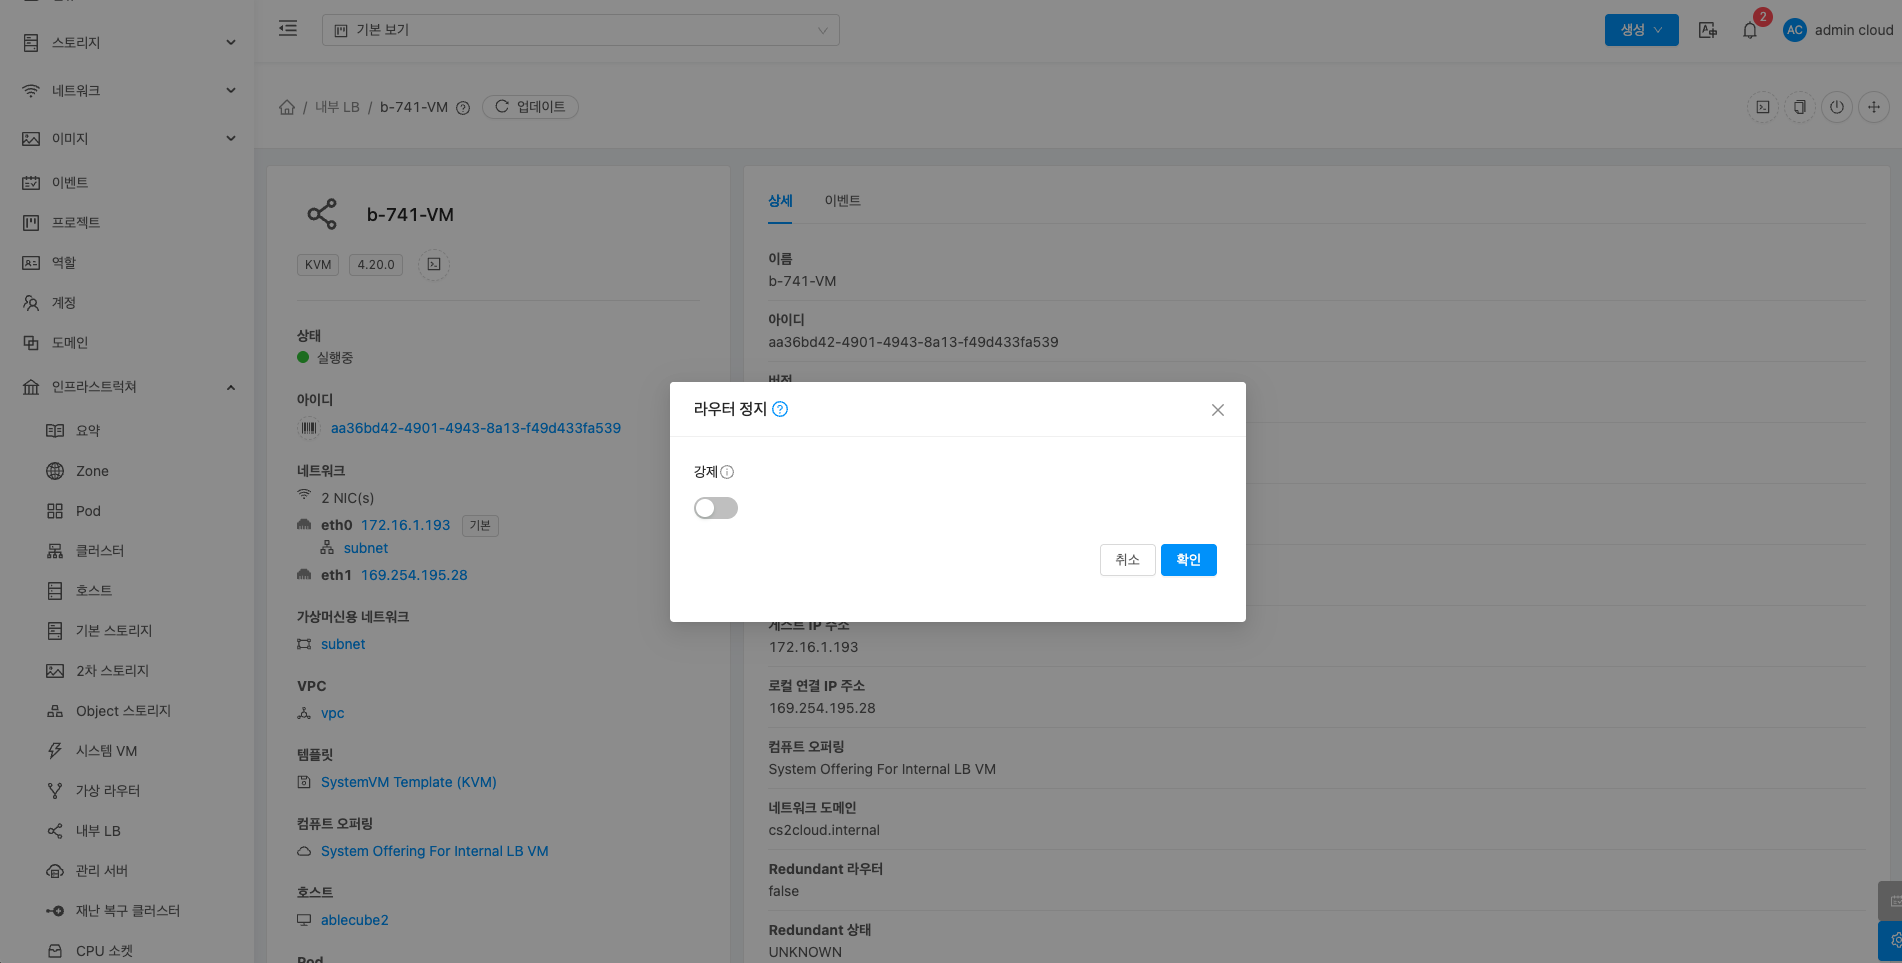 스토리지
네트워크
이미지
이벤트
프로젝트
역할
계정
도메인
인프라스트럭쳐
요약
Zone
Pod
클러스터
호스트
기본 스토리지
2차 스토리지
Object 스토리지
시스템 VM
가상 라우터
내부 LB
관리 서버
재난 복구 클러스터
CPU 소켓
기본 보기
생성
2
AC admin cloud
/ 내부 LB / b-741-VM 업데이트
b-741-VM
KVM 4.20.0
상태
실행중
아이디
aa36bd42-4901-4943-8a13-f49d433fa539
네트워크
2 NIC(s)
eth0 172.16.1.193 기본
subnet
eth1 169.254.195.28
가상머신용 네트워크
subnet
VPC
vpc
템플릿
SystemVM Template (KVM)
컴퓨트 오퍼링
System Offering For Internal LB VM
호스트
ablecube2
Pod
상세 이벤트
이름
b-741-VM
아이디
aa36bd42-4901-4943-8a13-f49d433fa539
버전
라우터 정지
강제
취소 확인
게스트 IP 주소
172.16.1.193
로컬 연결 IP 주소
169.254.195.28
컴퓨트 오퍼링
System Offering For Internal LB VM
네트워크 도메인
cs2cloud.internal
Redundant 라우터
false
Redundant 상태
UNKNOWN